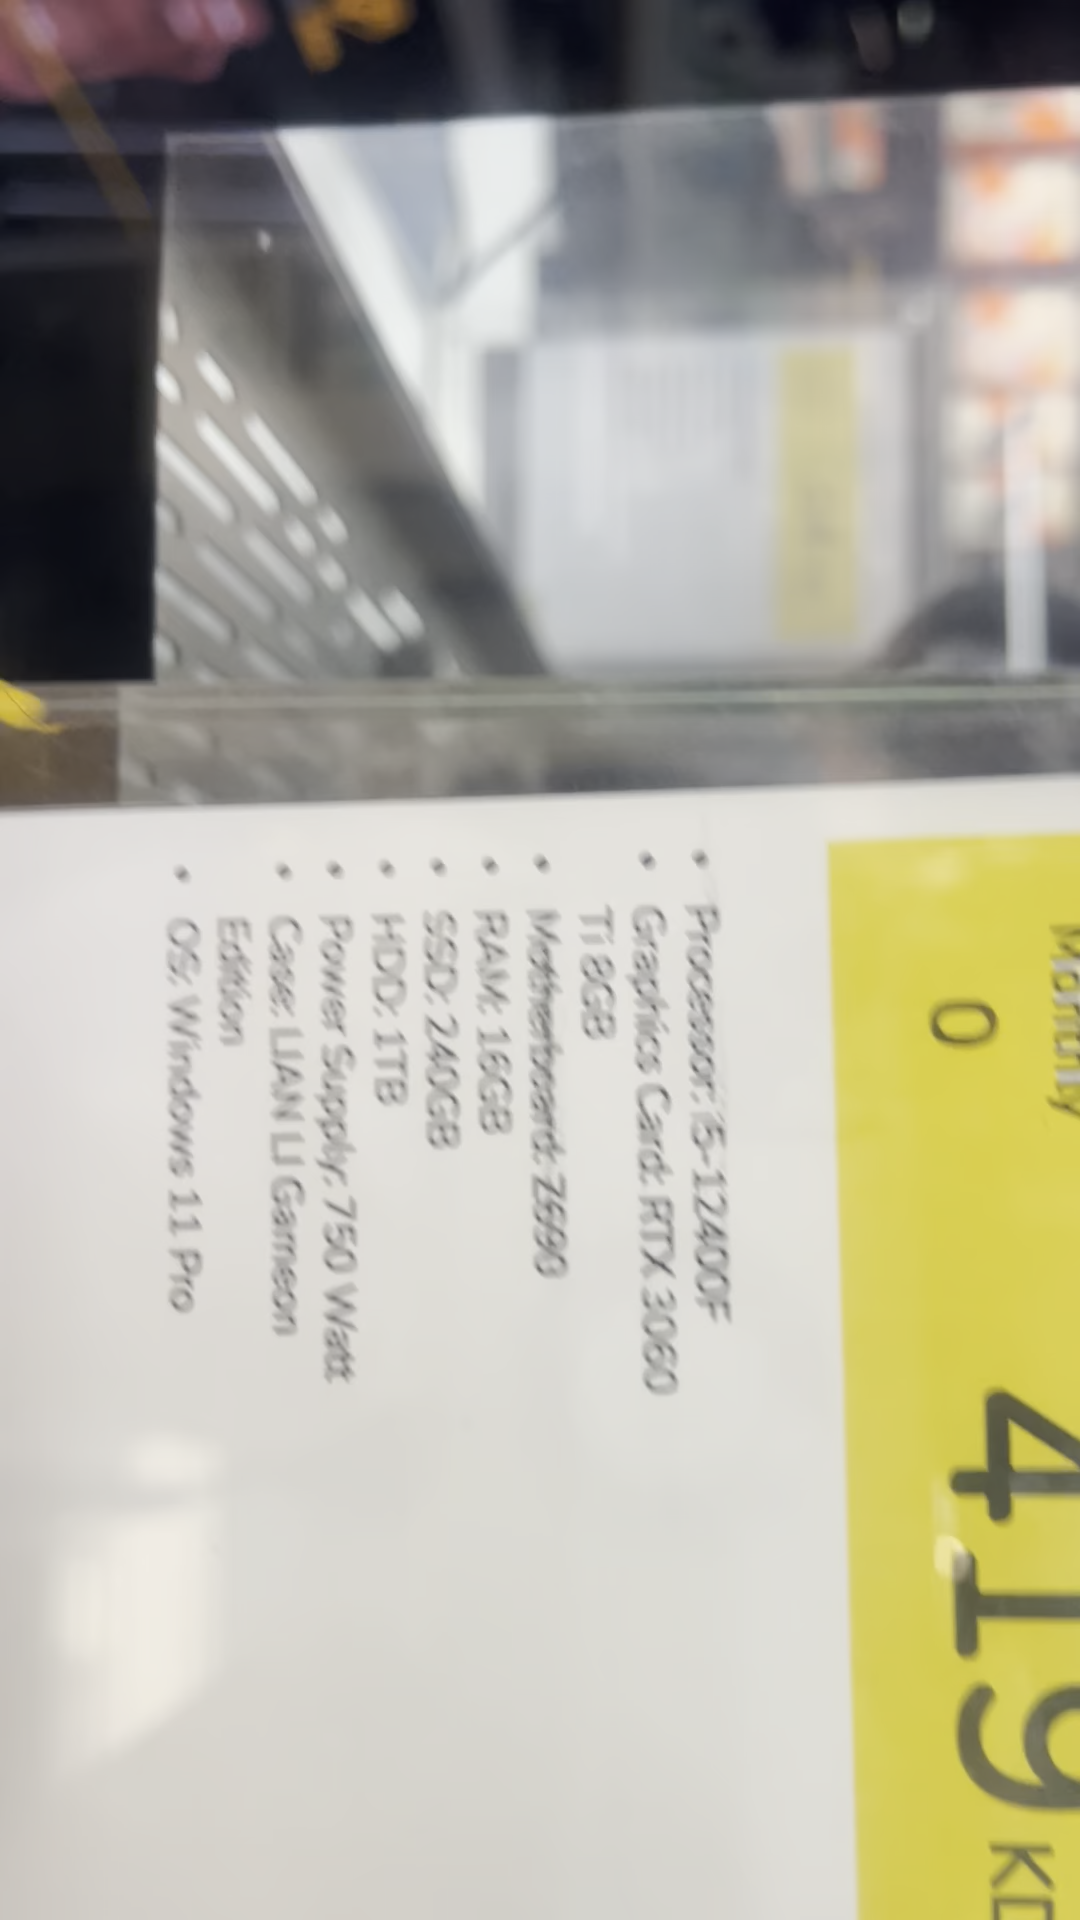 Monthly
0
419 KD
• Processor: i5-12400F
• Graphics Card: RTX 3060
Ti 8GB
• Motherboard: Z690
• RAM: 16GB
• SSD: 240GB
• HDD: 1TB
• Power Supply: 750 Watt
• Case: LIAN LI Gameon
Edition
• OS: Windows 11 Pro